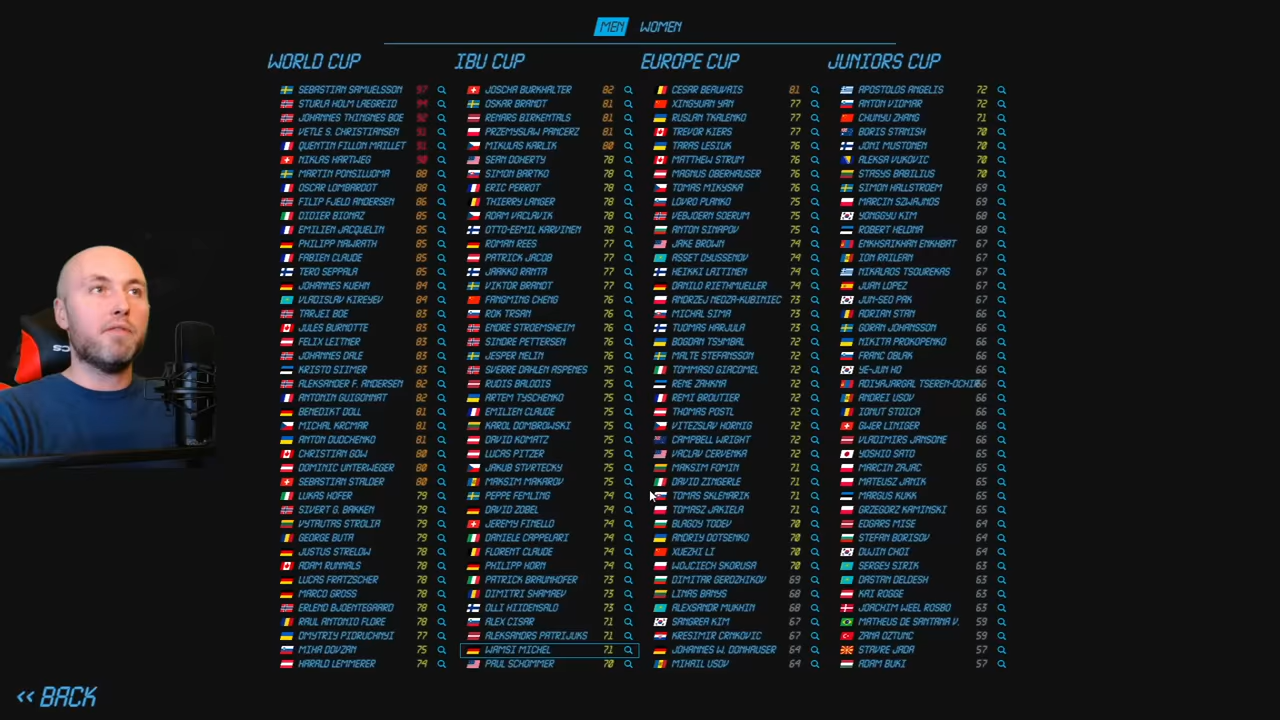 MEN WOMEN
WORLD CUP
SEBASTIAN SAMUELSSON 97
STURLA HOLM LAEGREID 94
JOHANNES THINGNES BOE 92
VETLE S. CHRISTIANSEN 91
QUENTIN FILLON MAILLET 91
NIKLAS HARTWEG 90
MARTIN PONSILUOMA 88
OSCAR LOMBARDOT 88
FILIP FJELD ANDERSEN 86
DIDIER BIONAZ 85
EMILIEN JACQUELIN 85
PHILIPP NAWRATH 85
FABIEN CLAUDE 85
TERO SEPPALA 85
JOHANNES KUEHN 84
VLADISLAV KIREYEV 84
TARJEI BOE 83
JULES BURNOTTE 83
FELIX LEITNER 83
JOHANNES DALE 83
KRISTO SIIMER 83
ALEKSANDER F. ANDERSEN 82
ANTONIN GUIGONNAT 82
BENEDIKT DOLL 81
MICHAL KRCMAR 81
ANTON DUDCHENKO 81
CHRISTIAN GOW 80
DOMINIC UNTERWEGER 80
SEBASTIAN STALDER 80
LUKAS HOFER 79
SIVERT G. BAKKEN 79
VYTAUTAS STROLIA 79
GEORGE BUTA 79
JUSTUS STRELOW 78
ADAM RUNNALS 78
LUCAS FRATZSCHER 78
MARCO GROSS 78
ERLEND BJOENTEGAARD 78
RAUL ANTONIO FLORE 78
DMYTRIY PIDRUCHNYI 77
MIHA DOVZAN 75
HARALD LEMMERER 74
IBU CUP
JOSCHA BURKHALTER 82
OSKAR BRANDT 81
RENARS BIRKENTALS 81
PRZEMYSLAW PANCERZ 81
MIKULAS KARLIK 80
SEAN DOHERTY 78
SIMON BARTKO 78
ERIC PERROT 78
THIERRY LANGER 78
ADAM VACLAVIK 78
OTTO-EEMIL KARVINEN 78
ROMAN REES 77
PATRICK JACOB 77
JAAKKO RANTA 77
VIKTOR BRANDT 77
FANGMING CHENG 76
ROK TRSAN 76
ENDRE STROEMSHEIM 76
SINDRE PETTERSEN 76
JESPER NELIN 76
SVERRE DAHLEN ASPENES 75
RUDIS BALODIS 75
ARTEM TYSCHENKO 75
EMILIEN CLAUDE 75
KAROL DOMBROWSKI 75
DAVID KOMATZ 75
LUCAS PITZER 75
JAKUB STVRTECKY 75
MAKSIM MAKAROV 75
PEPPE FEMLING 74
DAVID ZOBEL 74
JEREMY FINELLO 74
DANIELE CAPPELLARI 74
FLORENT CLAUDE 74
PHILIPP HORN 74
PATRICK BRAUNHOFER 73
DIMITRI SHAMAEV 73
OLLI HIIDENSALO 73
ALEX CISAR 71
ALEKSANDRS PATRIJUKS 71
WAMSI MICHEL 71
PAUL SCHOMMER 70
EUROPE CUP
CESAR BEAUVAIS 81
XINGYUAN YAN 77
RUSLAN TKALENKO 77
TREVOR KIERS 77
TARAS LESIUK 76
MATTHEW STRUM 76
MAGNUS OBERHAUSER 76
TOMAS MIKYSKA 76
LOVRO PLANKO 75
VEBJOERN SOERUM 75
ANTON SINAPOV 75
JAKE BROWN 74
ASSET DYUSSENOV 74
HEIKKI LAITINEN 74
DANILO RIETHMUELLER 74
ANDRZEJ NEDZA-KUBINIEC 73
MICHAL SIMA 73
TUOMAS HARJULA 73
BOGDAN TSYMBAL 72
MALTE STEFANSSON 72
TOMMASO GIACOMEL 72
RENE ZAHKNA 72
REMI BROUTIER 72
THOMAS POSTL 72
VITEZSLAV HORNIG 72
CAMPBELL WRIGHT 72
VACLAV CERVENKA 72
MAKSIM FOMIN 71
DAVID ZINGERLE 71
TOMAS SKLENARIK 71
TOMASZ JAKIELA 71
BLAGOY TODEV 70
ANDRIY DOTSENKO 70
XUEZHI LI 70
WOJCIECH SKORUSA 70
DIMITAR GERDZHIKOV 69
LINAS BANYS 68
ALEXSANDR MUKHIN 68
SANGREA KIM 67
KRESIMIR CRNKOVIC 67
JOHANNES W. DONHAUSER 64
MIHAIL USOV 64
JUNIORS CUP
APOSTOLOS ANGELIS 72
ANTON VIDMAR 72
CHUNYU ZHANG 71
BORIS STANISH 70
JONI MUSTONEN 70
ALEKSA VUKOVIC 70
STASYS BABILIUS 70
SIMON HALLSTROEM 69
MARCIN SZWAJNOS 69
YONGGYU KIM 68
ROBERT HELDNA 68
ENKHSAIKHAN ENKHBAT 67
ION RAILEAN 67
NIKALAOS TSOUREKAS 67
JUAN LOPEZ 67
JUN-SEO PAK 67
ADRIAN STAN 66
GORAN JOHANSSON 66
NIKITA PROKOPENKO 66
FRANC OBLAK 66
YE-JUN HO 66
ADIYAJARGAL TSEREN-OCHIR 66
ANDREI USOV 66
IONUT STOICA 66
GWER LINIGER 66
VLADIMIRS JANSONE 66
YOSHIO SATO 65
MARCIN ZAJAC 65
MATEUSZ JANIK 65
MARGUS KUKK 65
GRZEGORZ KAMINSKI 65
EDGARS MISE 64
STEFAN BORISOV 64
DUJIN CHOI 64
SERGEY SIRIK 63
DASTAN DELDESH 63
KAI ROGGE 63
JOACHIM WEEL ROSBO 63
MATHEUS DE SANTANA V. 59
ZANA OZTUNC 59
STAVRE JADA 57
ADAM BUKI 57
<< BACK